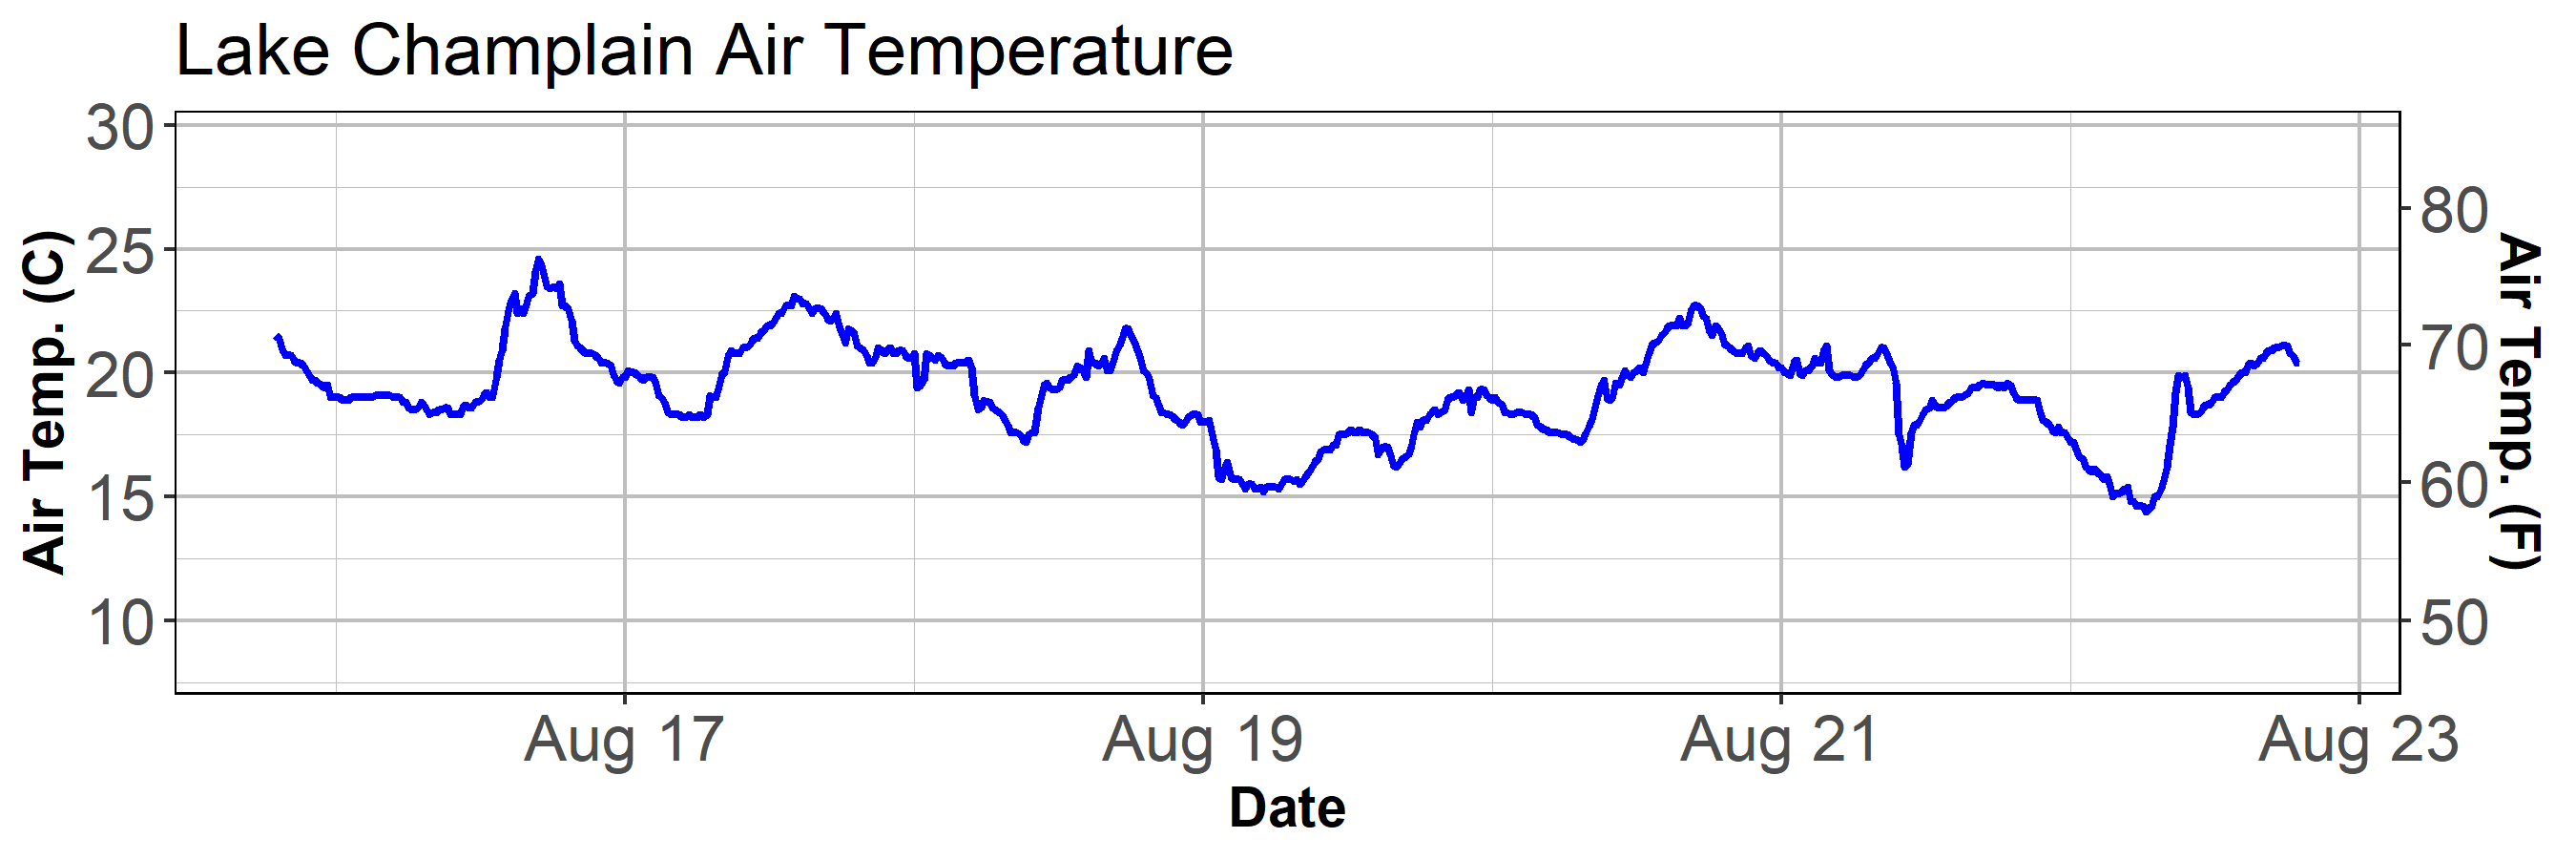 Lake Champlain Air Temperature
Air Temp. (C)
30
25
20
15
10
80
70
60
50
Air Temp. (F)
Aug 17 Aug 19 Aug 21 Aug 23
Date